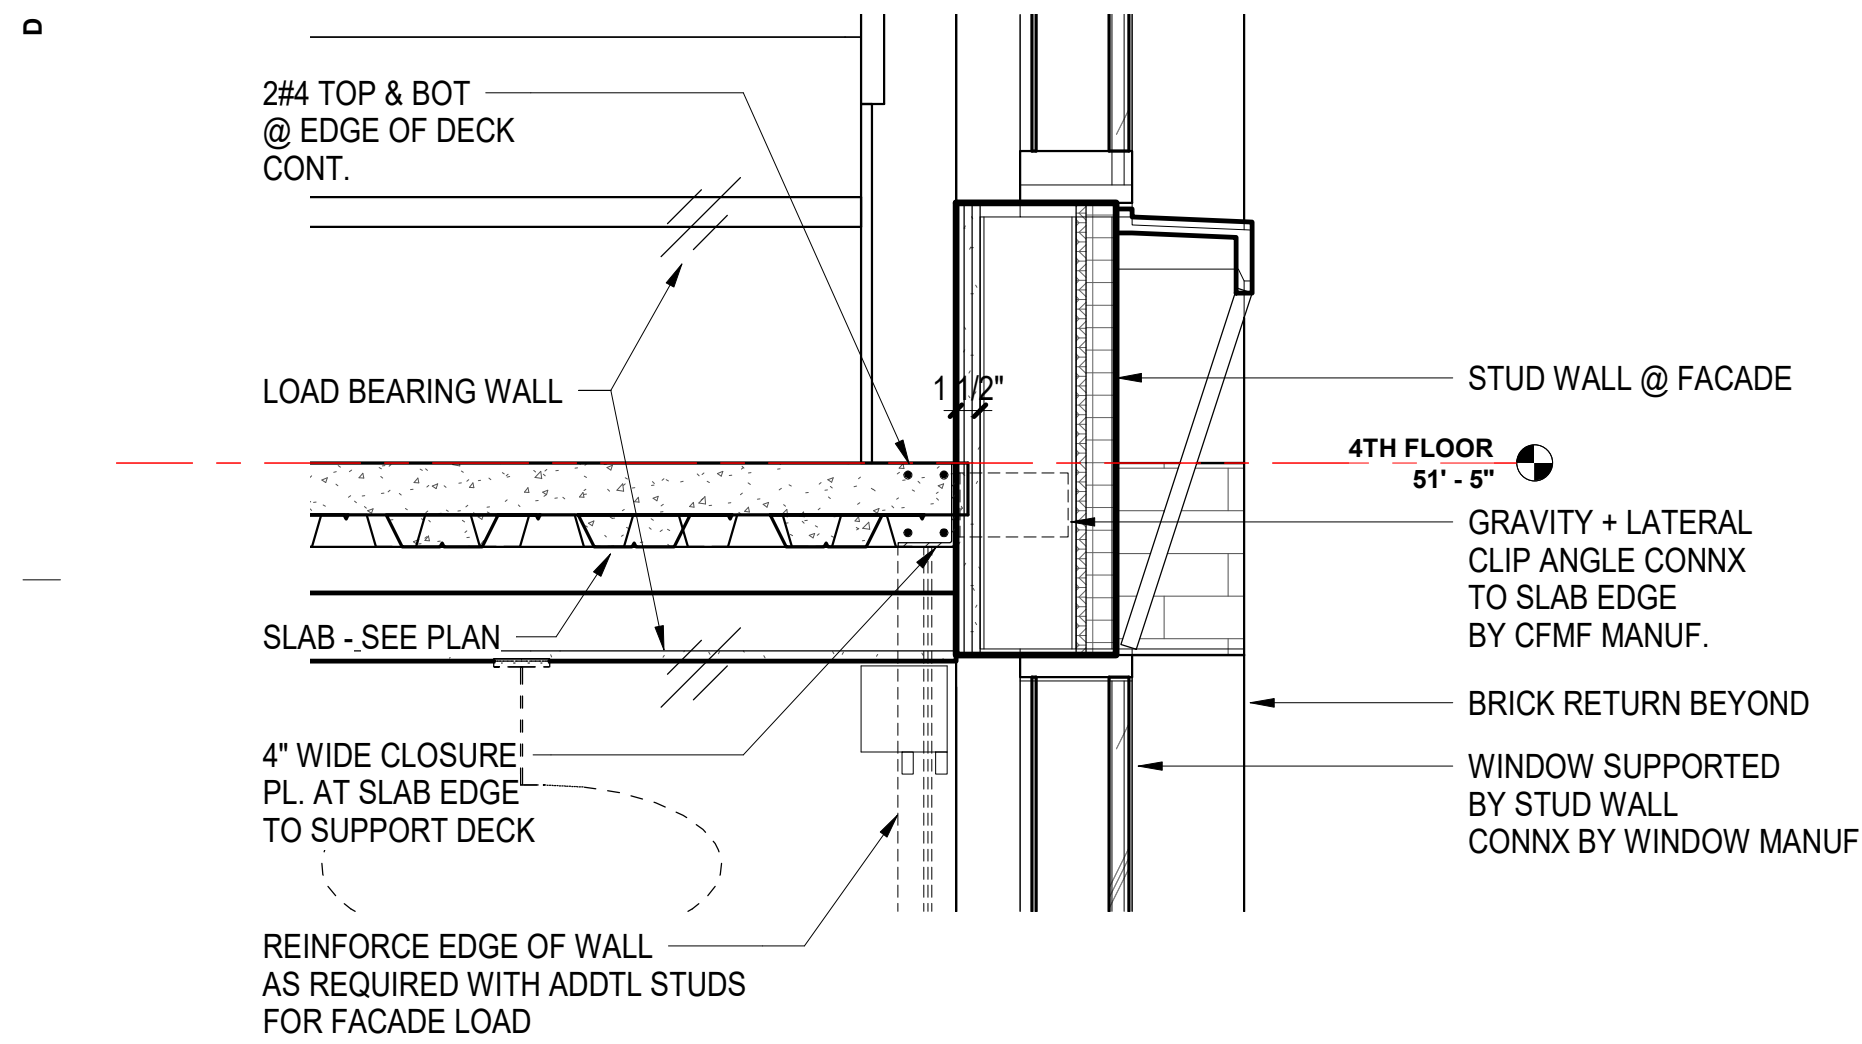 D
2#4 TOP & BOT
@ EDGE OF DECK
CONT.
LOAD BEARING WALL
1 1/2"
STUD WALL @ FACADE
4TH FLOOR
51' - 5"
GRAVITY + LATERAL
CLIP ANGLE CONNX
TO SLAB EDGE
BY CFMF MANUF.
SLAB - SEE PLAN
BRICK RETURN BEYOND
4" WIDE CLOSURE
PL. AT SLAB EDGE
TO SUPPORT DECK
WINDOW SUPPORTED
BY STUD WALL
CONNX BY WINDOW MANUF
REINFORCE EDGE OF WALL
AS REQUIRED WITH ADDTL STUDS
FOR FACADE LOAD